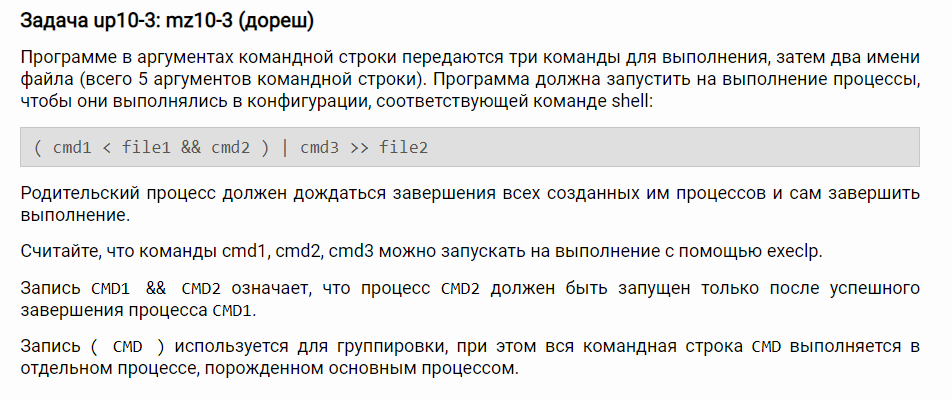 Задача up10-3: mz10-3 (дореш)
Программе в аргументах командной строки передаются три команды для выполнения, затем два имени
файла (всего 5 аргументов командной строки). Программа должна запустить на выполнение процессы,
чтобы они выполнялись в конфигурации, соответствующей команде shell:
( cmd1 < file1 && cmd2 ) | cmd3 >> file2
Родительский процесс должен дождаться завершения всех созданных им процессов и сам завершить
выполнение.
Считайте, что команды cmd1, cmd2, cmd3 можно запускать на выполнение с помощью execlp.
Запись CMD1 && CMD2 означает, что процесс CMD2 должен быть запущен только после успешного
завершения процесса CMD1.
Запись ( CMD ) используется для группировки, при этом вся командная строка CMD выполняется в
отдельном процессе, порожденном основным процессом.